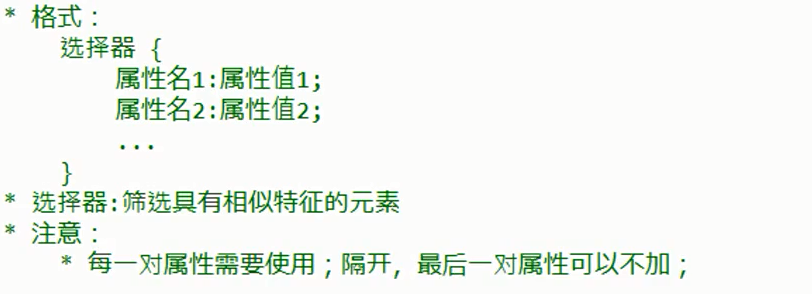 * 格式：
选择器 {
属性名1:属性值1;
属性名2:属性值2;
...
}
* 选择器:筛选具有相似特征的元素
* 注意：
* 每一对属性需要使用；隔开，最后一对属性可以不加；